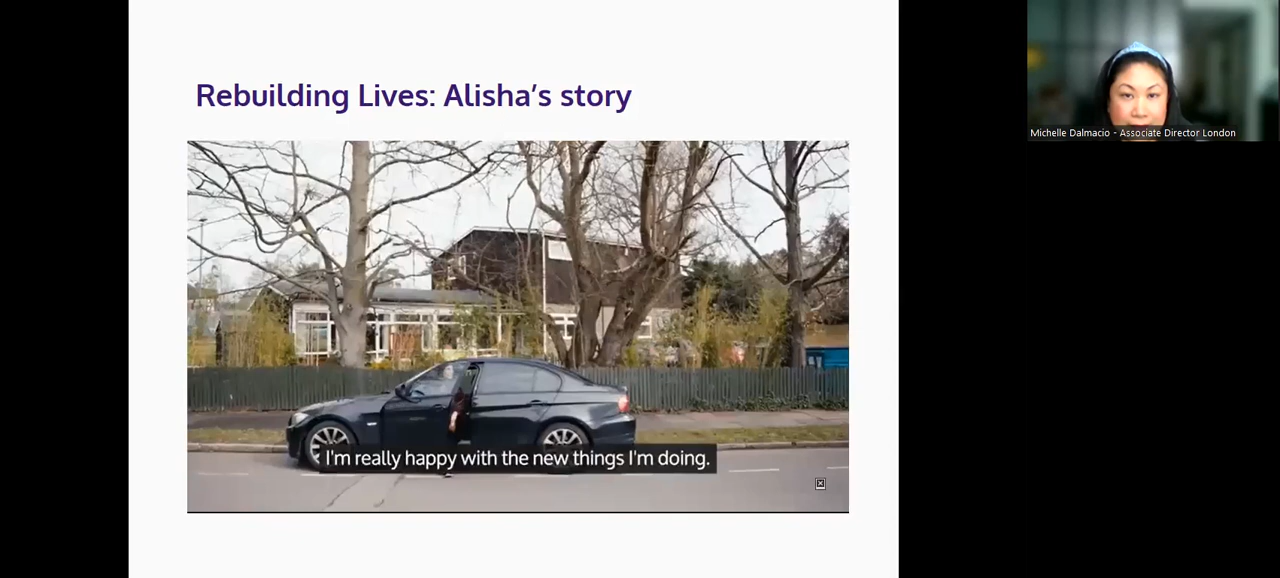 Rebuilding Lives: Alisha’s story
I'm really happy with the new things I'm doing.
Michelle Dalmacio - Associate Director London